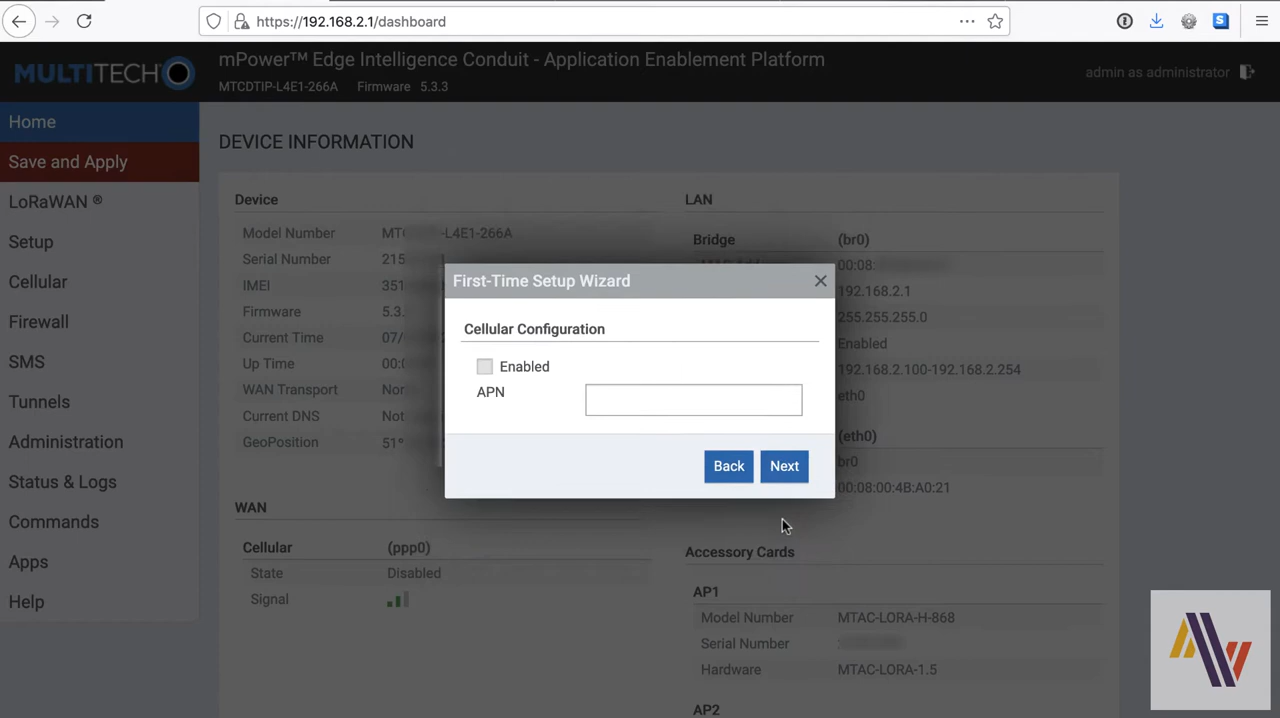 https://192.168.2.1/dashboard
MULTITECH
mPower™ Edge Intelligence Conduit - Application Enablement Platform
MTCDTIP-L4E1-266A Firmware 5.3.3
admin as administrator
Home
Save and Apply
LoRaWAN ®
Setup
Cellular
Firewall
SMS
Tunnels
Administration
Status & Logs
Commands
Apps
Help
DEVICE INFORMATION
Device
Model Number MTC -L4E1-266A
Serial Number 215
IMEI 351
Firmware 5.3.
Current Time 07/
Up Time 00:
WAN Transport
Current DNS Not
GeoPosition 51°
WAN
Cellular (ppp0)
State Disabled
Signal
LAN
Bridge (br0)
00:08:
192.168.2.1
255.255.255.0
Enabled
192.168.2.100-192.168.2.254
eth0
(eth0)
br0
00:08:00:4B:A0:21
Accessory Cards
AP1
Model Number MTAC-LORA-H-868
Serial Number
Hardware MTAC-LORA-1.5
AP2
First-Time Setup Wizard
Cellular Configuration
Enabled
APN
Back Next